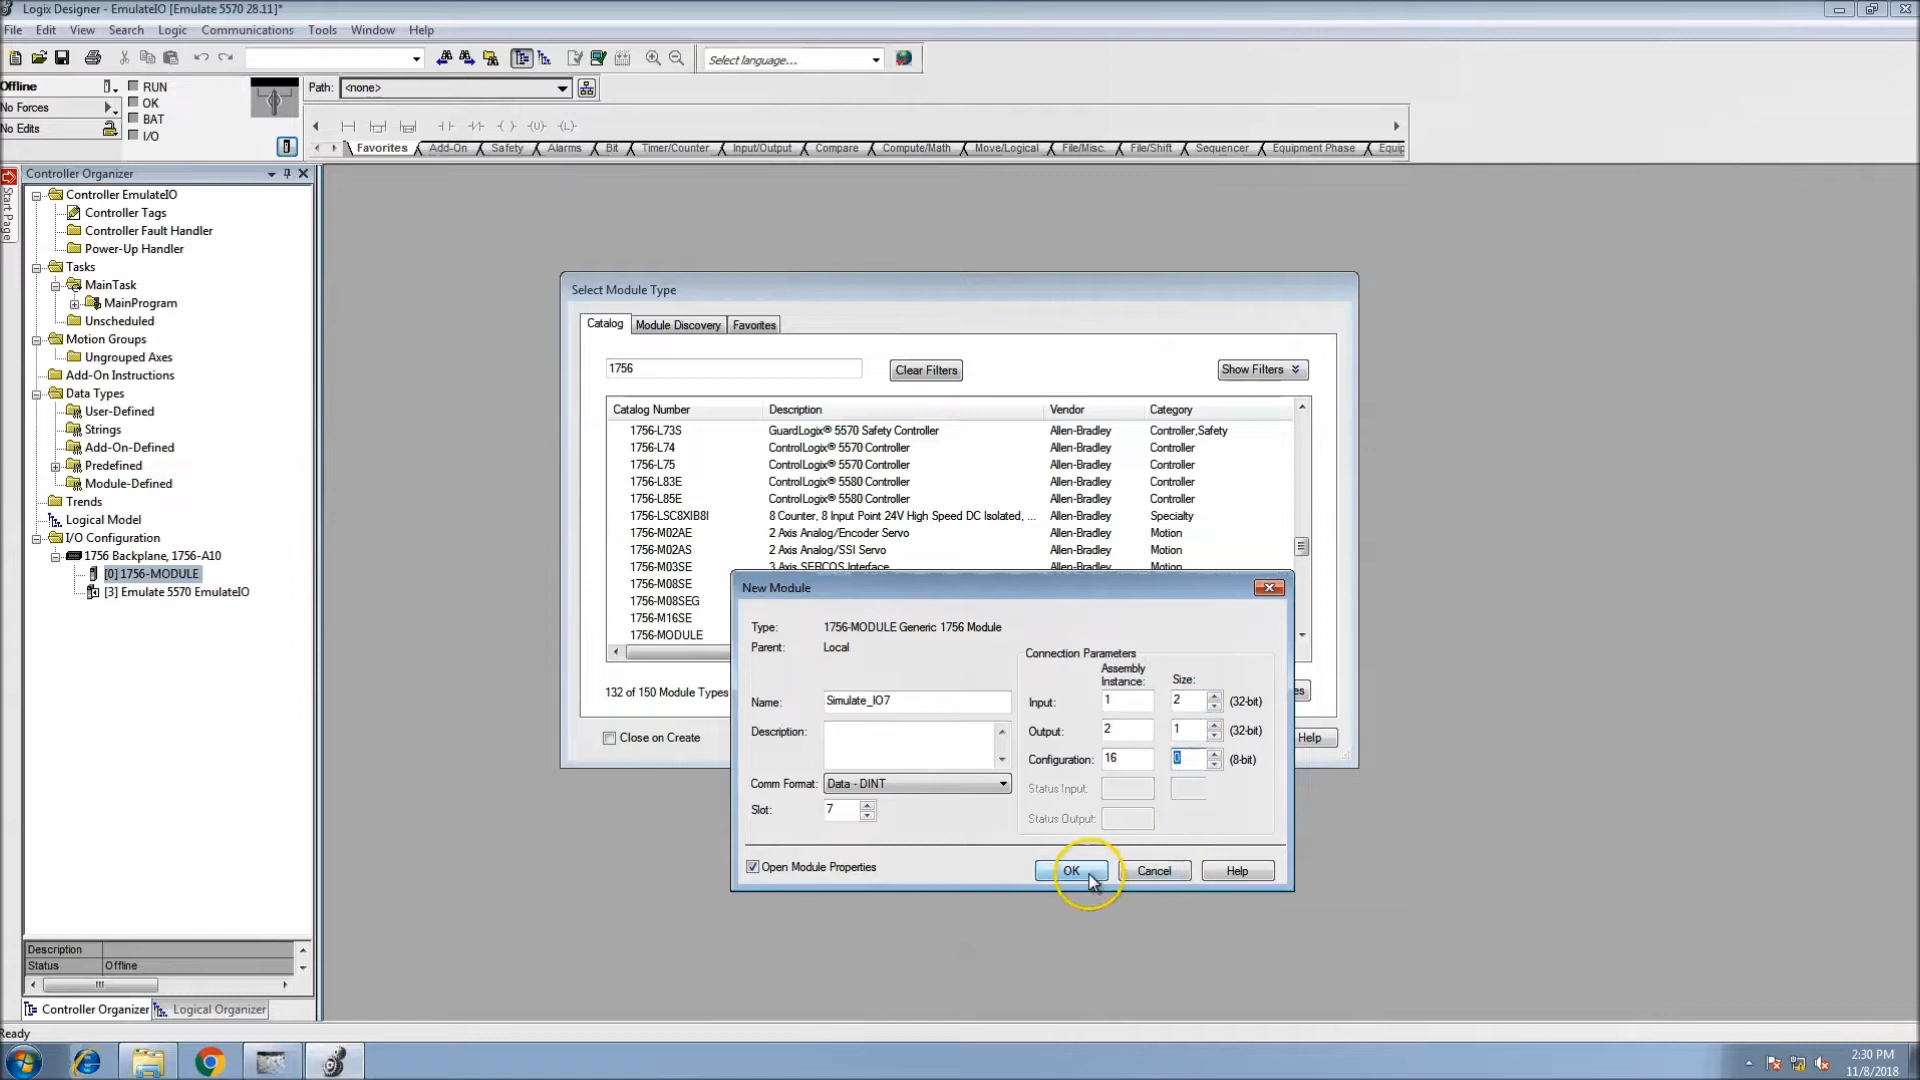 Logix Designer - EmulateIO [Emulate 5570 28.11]*
File Edit View Search Logic Communications Tools Window Help
Select language...
Offline
RUN
Path: <none>
No Forces
OK
No Edits
BAT
I/O
Favorites Add-On Safety Alarms Bit Timer/Counter Input/Output Compare Compute/Math Move/Logical File/Misc. File/Shift Sequencer Equipment Phase Equip
Start Page
Controller Organizer
Controller EmulateIO
Controller Tags
Controller Fault Handler
Power-Up Handler
Tasks
MainTask
MainProgram
Unscheduled
Motion Groups
Ungrouped Axes
Add-On Instructions
Data Types
User-Defined
Strings
Add-On-Defined
Predefined
Module-Defined
Trends
Logical Model
I/O Configuration
1756 Backplane, 1756-A10
[0] 1756-MODULE
[3] Emulate 5570 EmulateIO
Description
Status Offline
Controller Organizer Logical Organizer
Ready
Select Module Type
Catalog Module Discovery Favorites
1756 Clear Filters Show Filters
Catalog Number Description Vendor Category
1756-L73S GuardLogix® 5570 Safety Controller Allen-Bradley Controller,Safety
1756-L74 ControlLogix® 5570 Controller Allen-Bradley Controller
1756-L75 ControlLogix® 5570 Controller Allen-Bradley Controller
1756-L83E ControlLogix® 5580 Controller Allen-Bradley Controller
1756-L85E ControlLogix® 5580 Controller Allen-Bradley Controller
1756-LSC8XIB8I 8 Counter, 8 Input Point 24V High Speed DC Isolated, ... Allen-Bradley Specialty
1756-M02AE 2 Axis Analog/Encoder Servo Allen-Bradley Motion
1756-M02AS 2 Axis Analog/SSI Servo Allen-Bradley Motion
1756-M03SE 3 Axis SERCOS Interface Allen-Bradley Motion
1756-M08SE
1756-M08SEG
1756-M16SE
1756-MODULE
132 of 150 Module Types
Close on Create
Help
New Module
Type: 1756-MODULE Generic 1756 Module
Parent: Local
Connection Parameters
Assembly Instance: Size:
Name: Simulate_IO7
Input: 1 2 (32-bit)
Description:
Output: 2 1 (32-bit)
Configuration: 16 0 (8-bit)
Comm Format: Data - DINT
Status Input:
Slot: 7
Status Output:
Open Module Properties OK Cancel Help
2:30 PM
11/8/2018